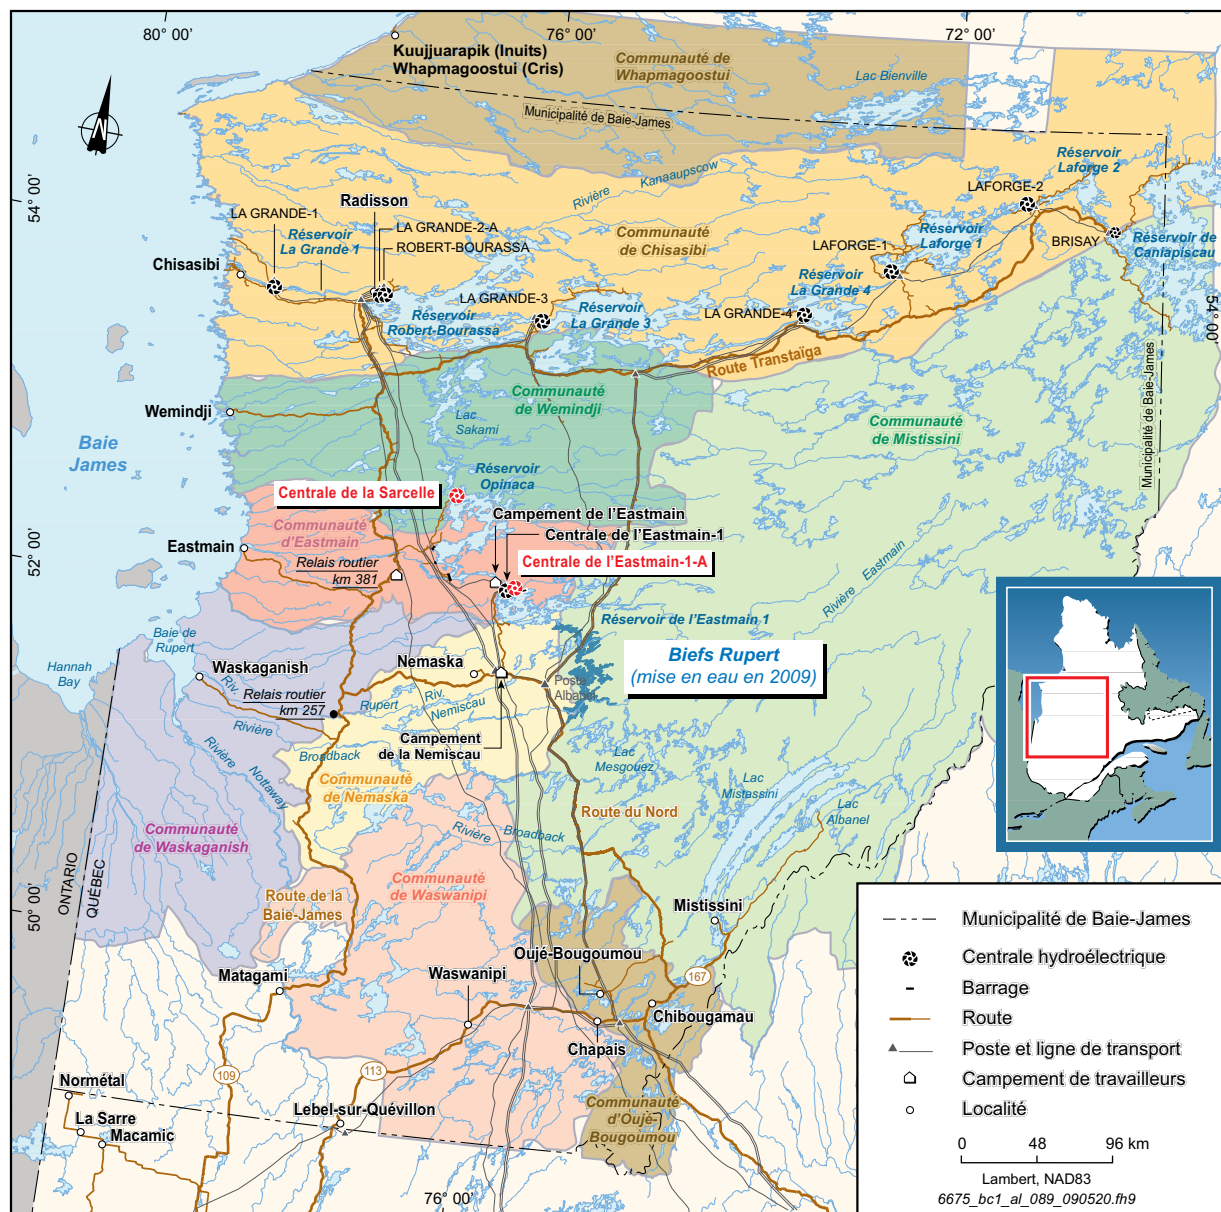 80° 00'
76° 00'
72° 00'
Kuujjuarapik (Inuits)
Whapmagoostui (Cris)
Communauté de
Whapmagoostui
Lac Bienville
Municipalité de Baie-James
N
54° 00'
Rivière Kanaaupscow
Réservoir
Laforge 2
LAFORGE-2
Radisson
LA GRANDE-1
LA GRANDE-2-A
Réservoir
La Grande 1
ROBERT-BOURASSA
Communauté
de Chisasibi
Réservoir
Laforge 1
LAFORGE-1
BRISAY
Réservoir de
Caniapiscau
Chisasibi
Réservoir
La Grande 4
LA GRANDE-3
Réservoir
La Grande 3
Réservoir
Robert-Bourassa
LA GRANDE-4
54° 00'
Route Transtaïga
Municipalité de Baie-James
Wemindji
Communauté
de Wemindji
Lac
Sakami
Communauté
de Mistissini
Baie
James
Réservoir
Opinaca
Centrale de la Sarcelle
Campement de l'Eastmain
Communauté
d'Eastmain
Centrale de l'Eastmain-1
Eastmain
52° 00'
Relais routier
km 381
Centrale de l'Eastmain-1-A
Rivière Eastmain
Réservoir de l'Eastmain 1
Baie de
Rupert
Biefs Rupert
(mise en eau en 2009)
Hannah
Bay
Waskaganish
Nemaska
Poste
Albanel
Relais routier
km 257
Riv.
Rupert
Riv.
Nemiscau
Rivière
Broadback
Campement
de la Nemiscau
Rivière
Nottaway
Lac
Mesgouez
Lac
Mistassini
Lac
Albanel
Communauté
de Nemaska
Route du Nord
Communauté
de Waskaganish
Rivière Broadback
ONTARIO
QUÉBEC
Communauté
de Waswanipi
Route de la
Baie-James
50° 00'
Mistissini
Oujé-Bougoumou
Waswanipi
Matagami
167
Chibougamau
Chapais
109
113
Normétal
La Sarre
Macamic
Lebel-sur-Quévillon
Communauté
d'Oujé-
Bougoumou
76° 00'
Municipalité de Baie-James
Centrale hydroélectrique
Barrage
Route
Poste et ligne de transport
Campement de travailleurs
Localité
0 48 96 km
Lambert, NAD83
6675_bc1_al_089_090520.fh9